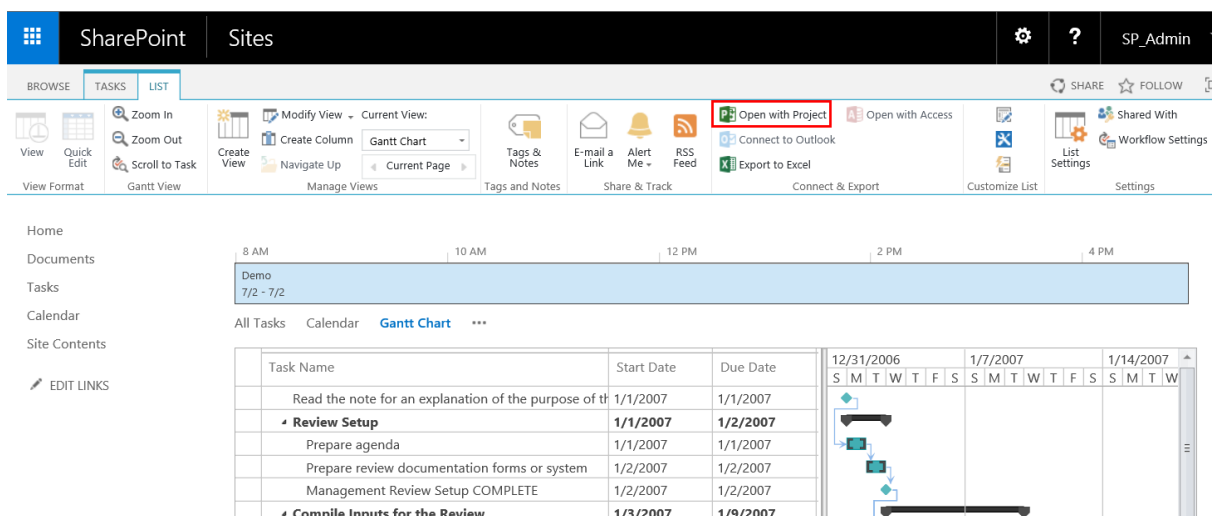 SharePoint Sites ? SP_Admin
BROWSE TASKS LIST SHARE FOLLOW
Zoom In Modify View Current View: Open with Project Open with Access Shared With
Zoom Out Create Column Gantt Chart Connect to Outlook Workflow Settings
View Quick Edit Scroll to Task Create View Navigate Up Current Page Tags & Notes E-mail a Link Alert Me RSS Feed Export to Excel List Settings
View Format Gantt View Manage Views Tags and Notes Share & Track Connect & Export Customize List Settings
Home
Documents
Tasks
Calendar
Site Contents
EDIT LINKS
8 AM 10 AM 12 PM 2 PM 4 PM
Demo
7/2 - 7/2
All Tasks Calendar Gantt Chart ...
Task Name Start Date Due Date 12/31/2006 1/7/2007 1/14/2007
S M T W T F S S M T W T F S S M T W
Read the note for an explanation of the purpose of th 1/1/2007 1/1/2007
Review Setup 1/1/2007 1/2/2007
Prepare agenda 1/1/2007 1/1/2007
Prepare review documentation forms or system 1/2/2007 1/2/2007
Management Review Setup COMPLETE 1/2/2007 1/2/2007
Compile Inputs for the Review 1/3/2007 1/9/2007